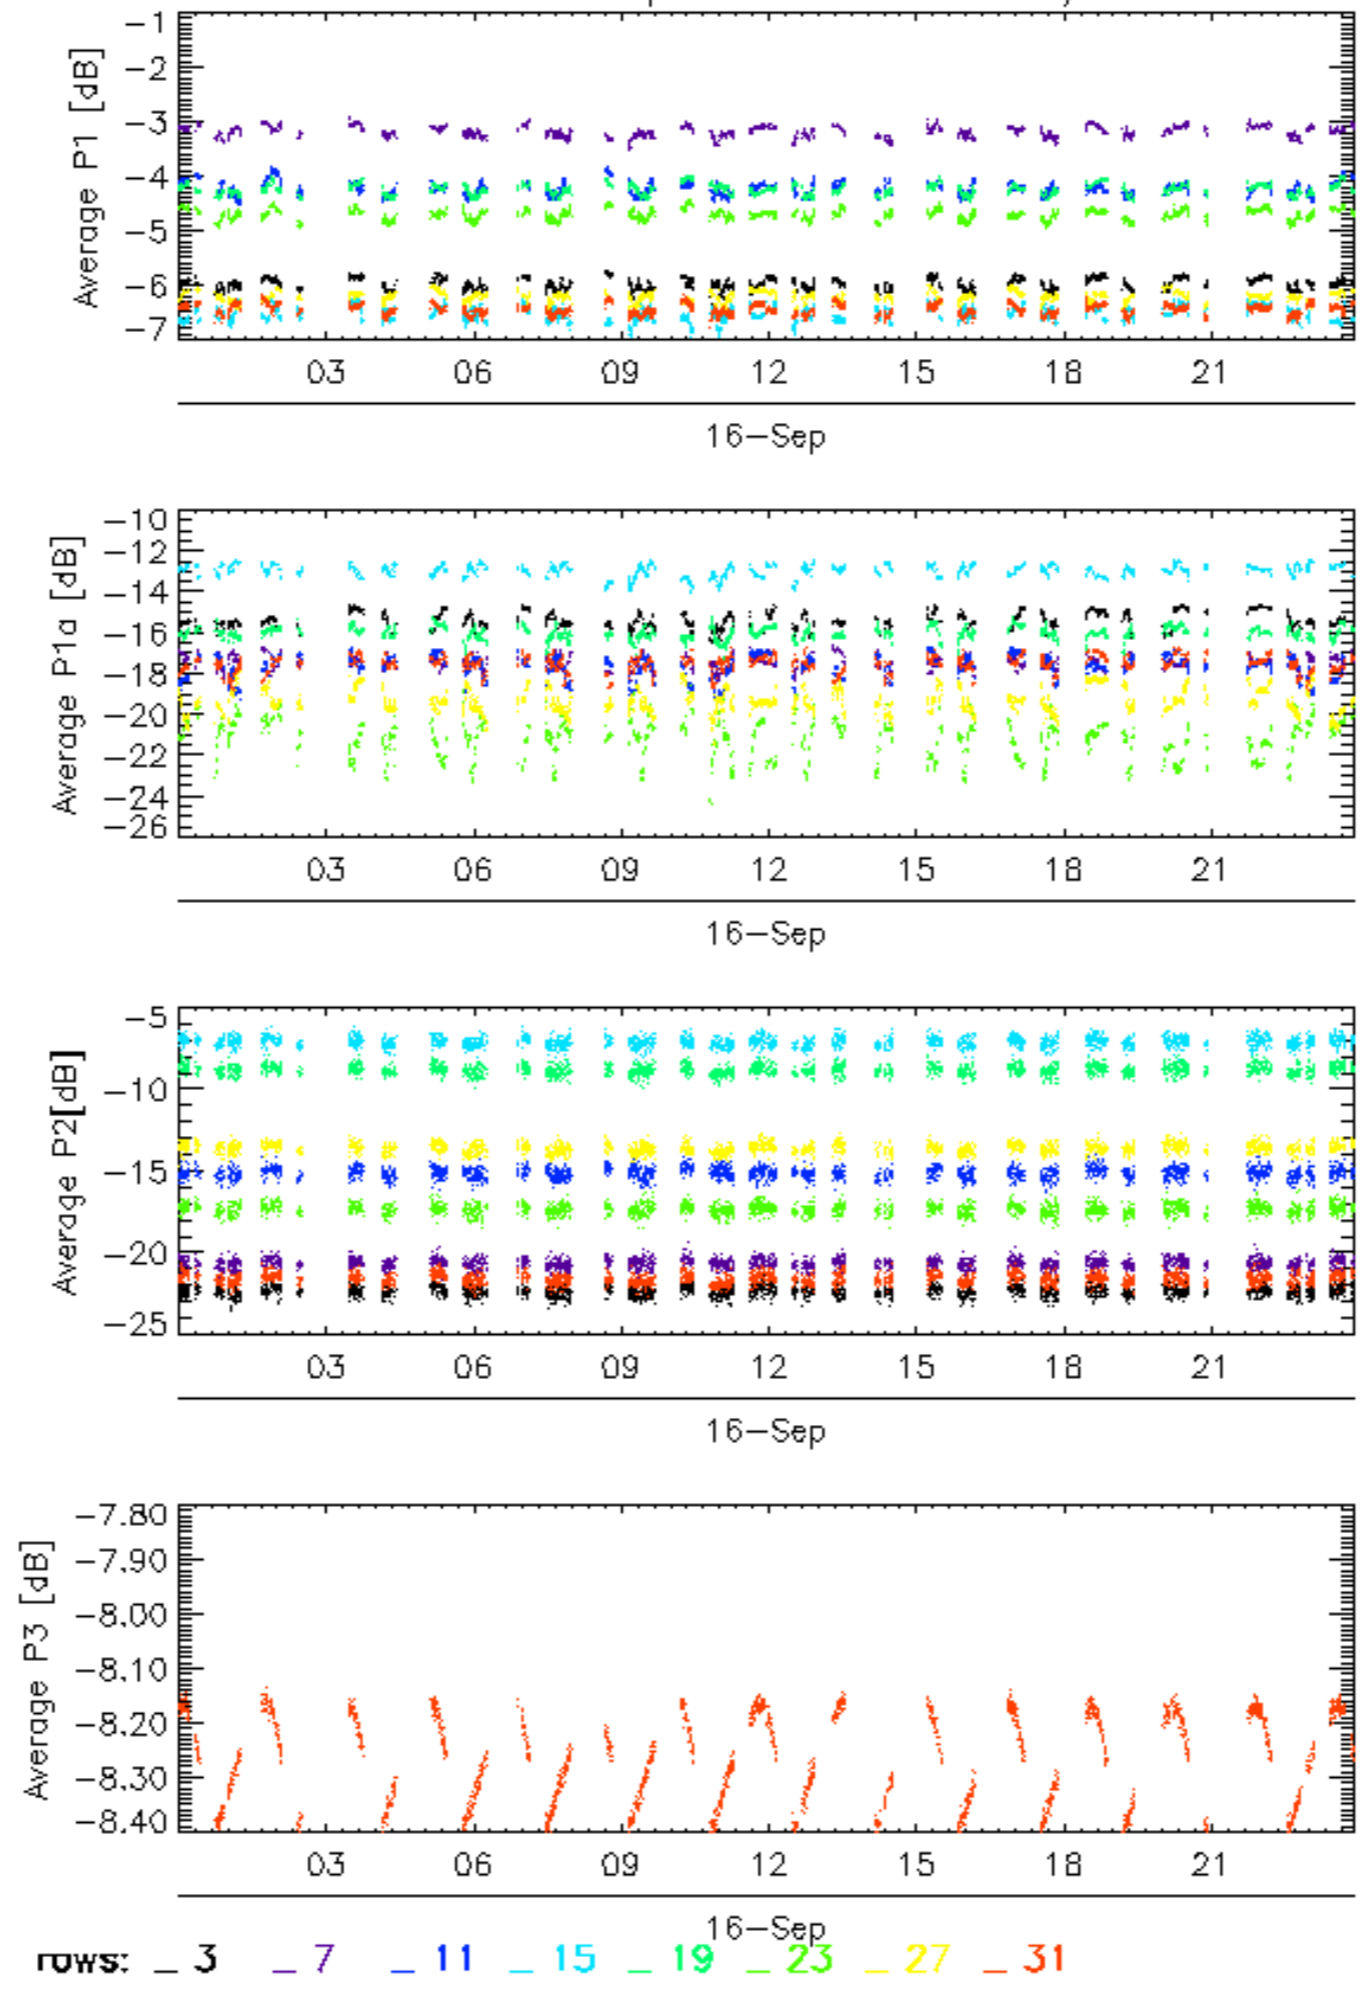 Average P1 [dB]
-1
-2
-3
-4
-5
-6
-7
03 06 09 12 15 18 21
16-Sep
Average P1a [dB]
-10
-12
-14
-16
-18
-20
-22
-24
-26
03 06 09 12 15 18 21
16-Sep
Average P2[dB]
-5
-10
-15
-20
-25
03 06 09 12 15 18 21
16-Sep
Average P3 [dB]
-7.80
-7.90
-8.00
-8.10
-8.20
-8.30
-8.40
03 06 09 12 15 18 21
16-Sep
rows: _ 3 _ 7 _ 11 _ 15 _ 19 _ 23 _ 27 _ 31